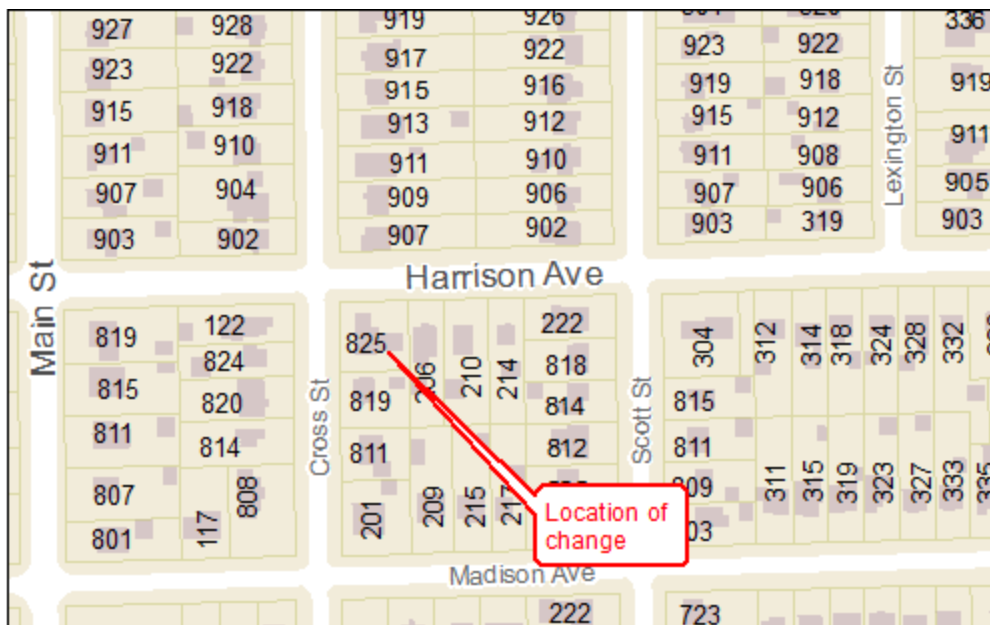 927 928 919 926 923 922 336
923 922 917 922 919 918 919
915 918 915 916 915 912
911 910 913 912 911 908 911
907 904 911 910 907 906 905
903 902 909 906 903 319 903
907 902
Lexington St
Harrison Ave
Main St
Cross St
Scott St
819 122 825 222 304 312 314 318 324 328 332
824 206 210 214 818
815 820 819 814 815
811 814 811 812 811
807 808 201 209 215 311 315 319 323 327 333 335
801 117
Location of
change
Madison Ave
222 723